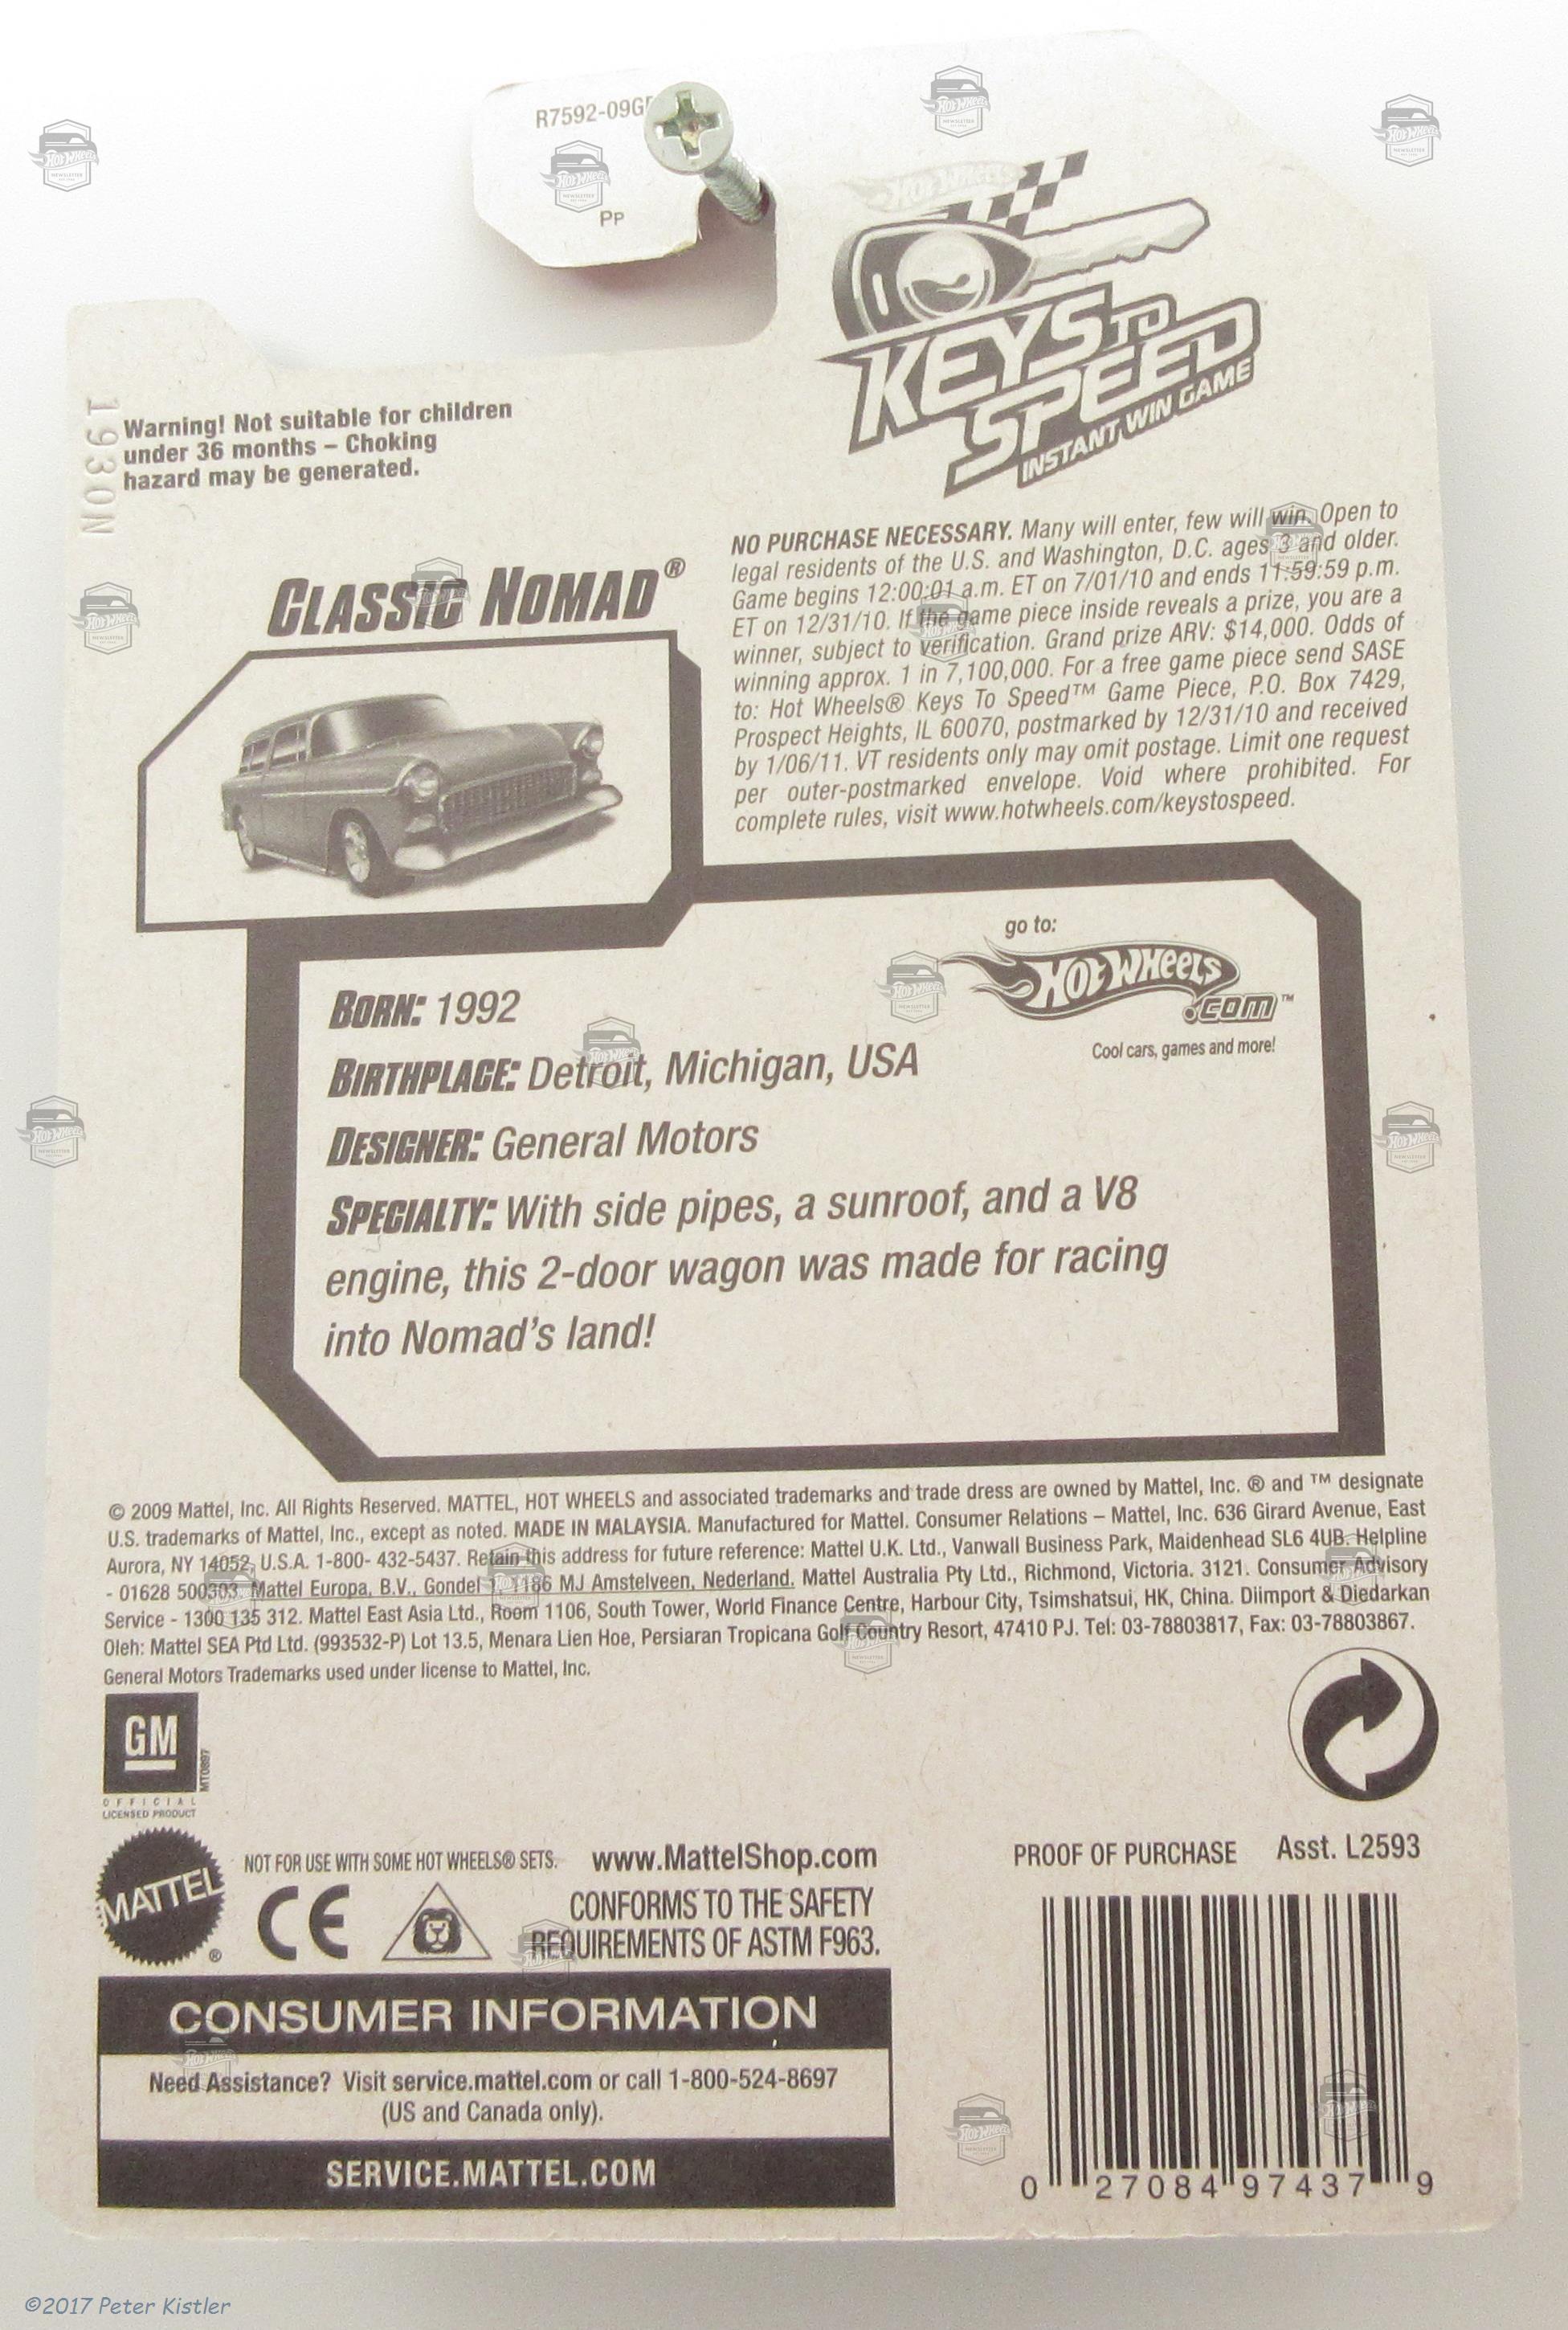 R7592-09G
PP
KEYS TO
SPEED
INSTANT WIN GAME
1930N
Warning! Not suitable for children
under 36 months – Choking
hazard may be generated.
NO PURCHASE NECESSARY. Many will enter, few will win. Open to
legal residents of the U.S. and Washington, D.C. ages 3 and older.
Game begins 12:00:01 a.m. ET on 7/01/10 and ends 11:59:59 p.m.
ET on 12/31/10. If the game piece inside reveals a prize, you are a
winner, subject to verification. Grand prize ARV: $14,000. Odds of
winning approx. 1 in 7,100,000. For a free game piece send SASE
to: Hot Wheels® Keys To Speed™ Game Piece, P.O. Box 7429,
Prospect Heights, IL 60070, postmarked by 12/31/10 and received
by 1/06/11. VT residents only may omit postage. Limit one request
per outer-postmarked envelope. Void where prohibited. For
complete rules, visit www.hotwheels.com/keystospeed.
CLASSIC NOMAD®
go to:
HOT WHEELS
.COM™
Cool cars, games and more!
BORN: 1992
BIRTHPLACE: Detroit, Michigan, USA
DESIGNER: General Motors
SPECIALTY: With side pipes, a sunroof, and a V8
engine, this 2-door wagon was made for racing
into Nomad's land!
© 2009 Mattel, Inc. All Rights Reserved. MATTEL, HOT WHEELS and associated trademarks and trade dress are owned by Mattel, Inc. ® and ™ designate
U.S. trademarks of Mattel, Inc., except as noted. MADE IN MALAYSIA. Manufactured for Mattel. Consumer Relations – Mattel, Inc. 636 Girard Avenue, East
Aurora, NY 14052, U.S.A. 1-800- 432-5437. Retain this address for future reference: Mattel U.K. Ltd., Vanwall Business Park, Maidenhead SL6 4UB. Helpline
- 01628 500303. Mattel Europa, B.V., Gondel 1, 1186 MJ Amstelveen, Nederland. Mattel Australia Pty Ltd., Richmond, Victoria. 3121. Consumer Advisory
Service - 1300 135 312. Mattel East Asia Ltd., Room 1106, South Tower, World Finance Centre, Harbour City, Tsimshatsui, HK, China. Diimport & Diedarkan
Oleh: Mattel SEA Ptd Ltd. (993532-P) Lot 13.5, Menara Lien Hoe, Persiaran Tropicana Golf Country Resort, 47410 PJ. Tel: 03-78803817, Fax: 03-78803867.
General Motors Trademarks used under license to Mattel, Inc.
GM
MT0897
OFFICIAL
LICENSED PRODUCT
MATTEL®
NOT FOR USE WITH SOME HOT WHEELS® SETS.
www.MattelShop.com
CE
CONFORMS TO THE SAFETY
REQUIREMENTS OF ASTM F963.
PROOF OF PURCHASE Asst. L2593
CONSUMER INFORMATION
Need Assistance? Visit service.mattel.com or call 1-800-524-8697
(US and Canada only).
SERVICE.MATTEL.COM
0 27084 97437 9
©2017 Peter Kistler